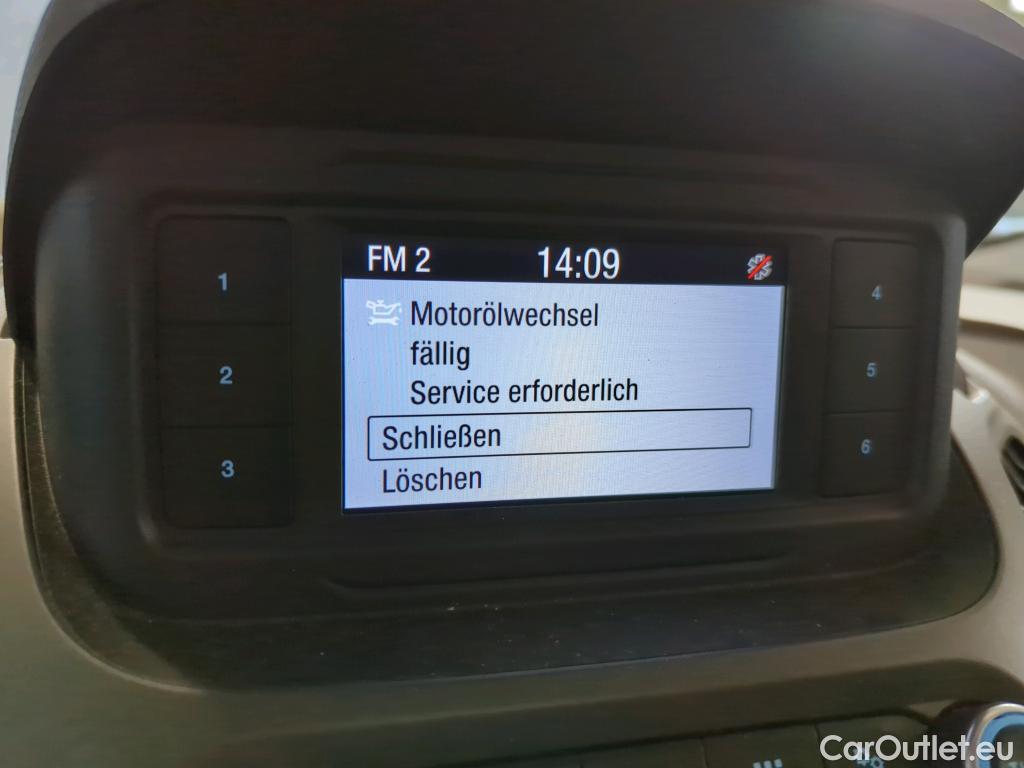 FM 2 14:09
1
2
3
Motorölwechsel
fällig
Service erforderlich
Schließen
Löschen
4
5
6
CarOutlet.eu